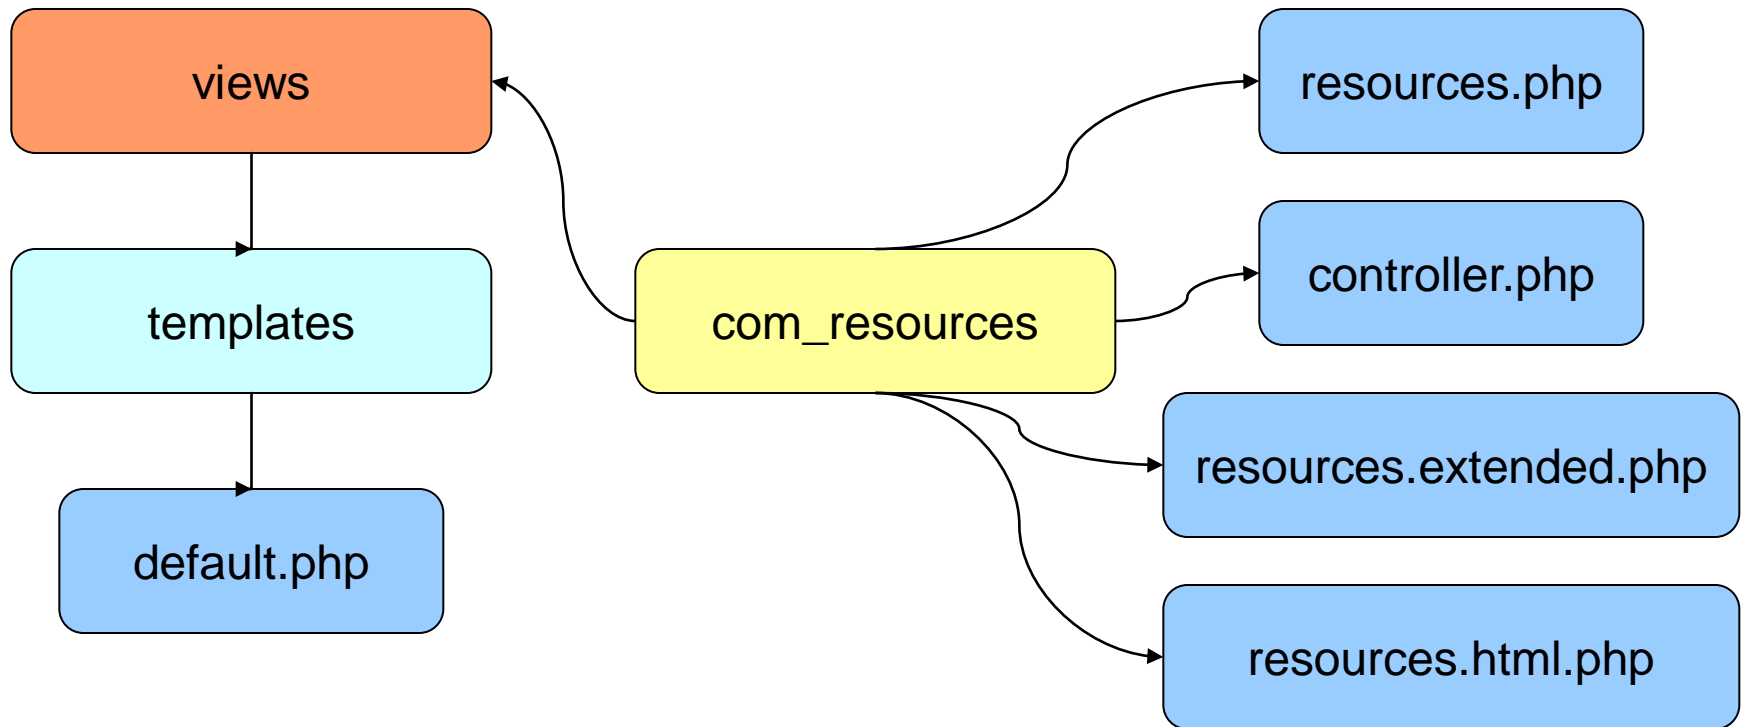 views
resources.php
controller.php
templates
com_resources
resources.extended.php
default.php
resources.html.php